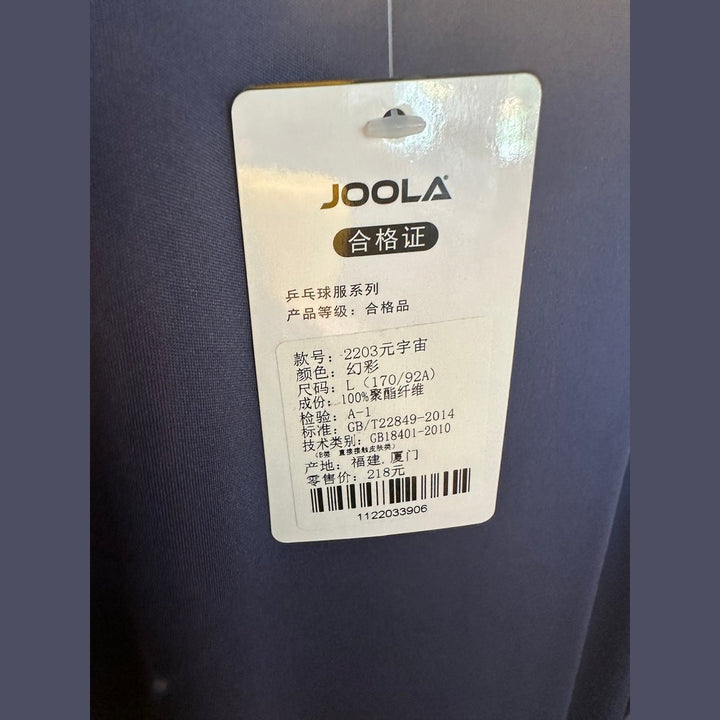 JOOLA
合格证
乒乓球服系列
产品等级：合格品
款号：-2203元宇宙
颜色：幻彩
尺码：L（170/92A）
成份：100%聚酯纤维
检验：A-1
标准：GB/T22849-2014
技术类别：GB18401-2010
（B类 直接接触皮肤类）
产地：福建.厦门
零售价：218元
1122033906